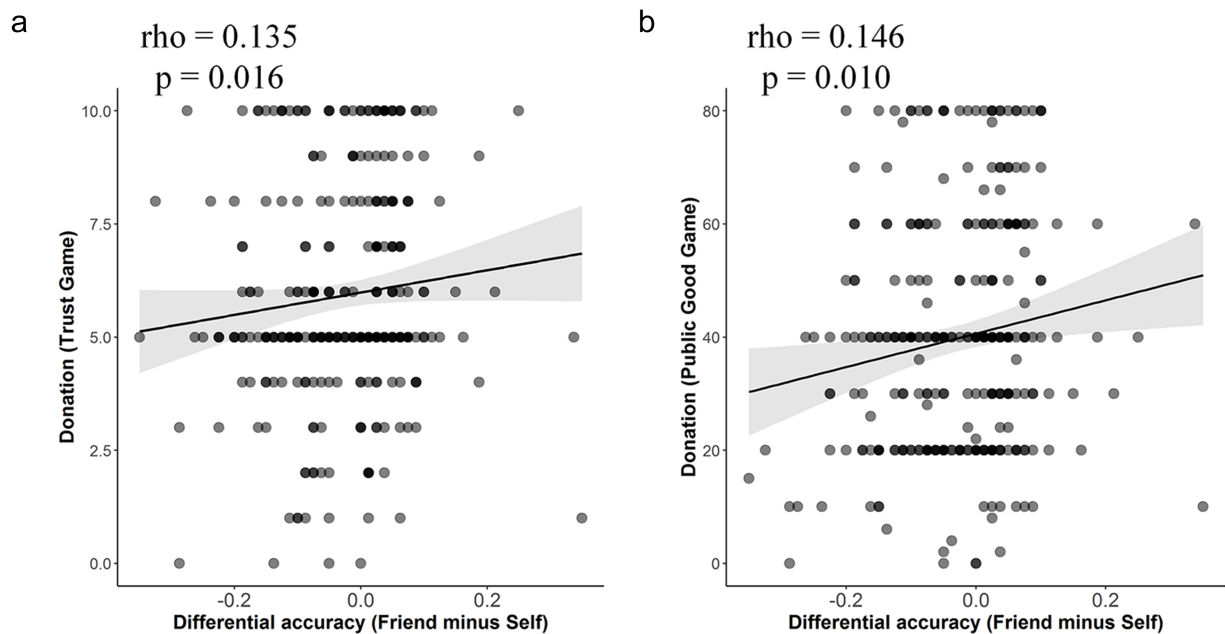 a
rho = 0.135
p = 0.016
10.0
7.5
5.0
2.5
0.0
Donation (Trust Game)
-0.2
0.0
0.2
Differential accuracy (Friend minus Self)
b
rho = 0.146
p = 0.010
80
60
40
20
0
Donation (Public Good Game)
-0.2
0.0
0.2
Differential accuracy (Friend minus Self)